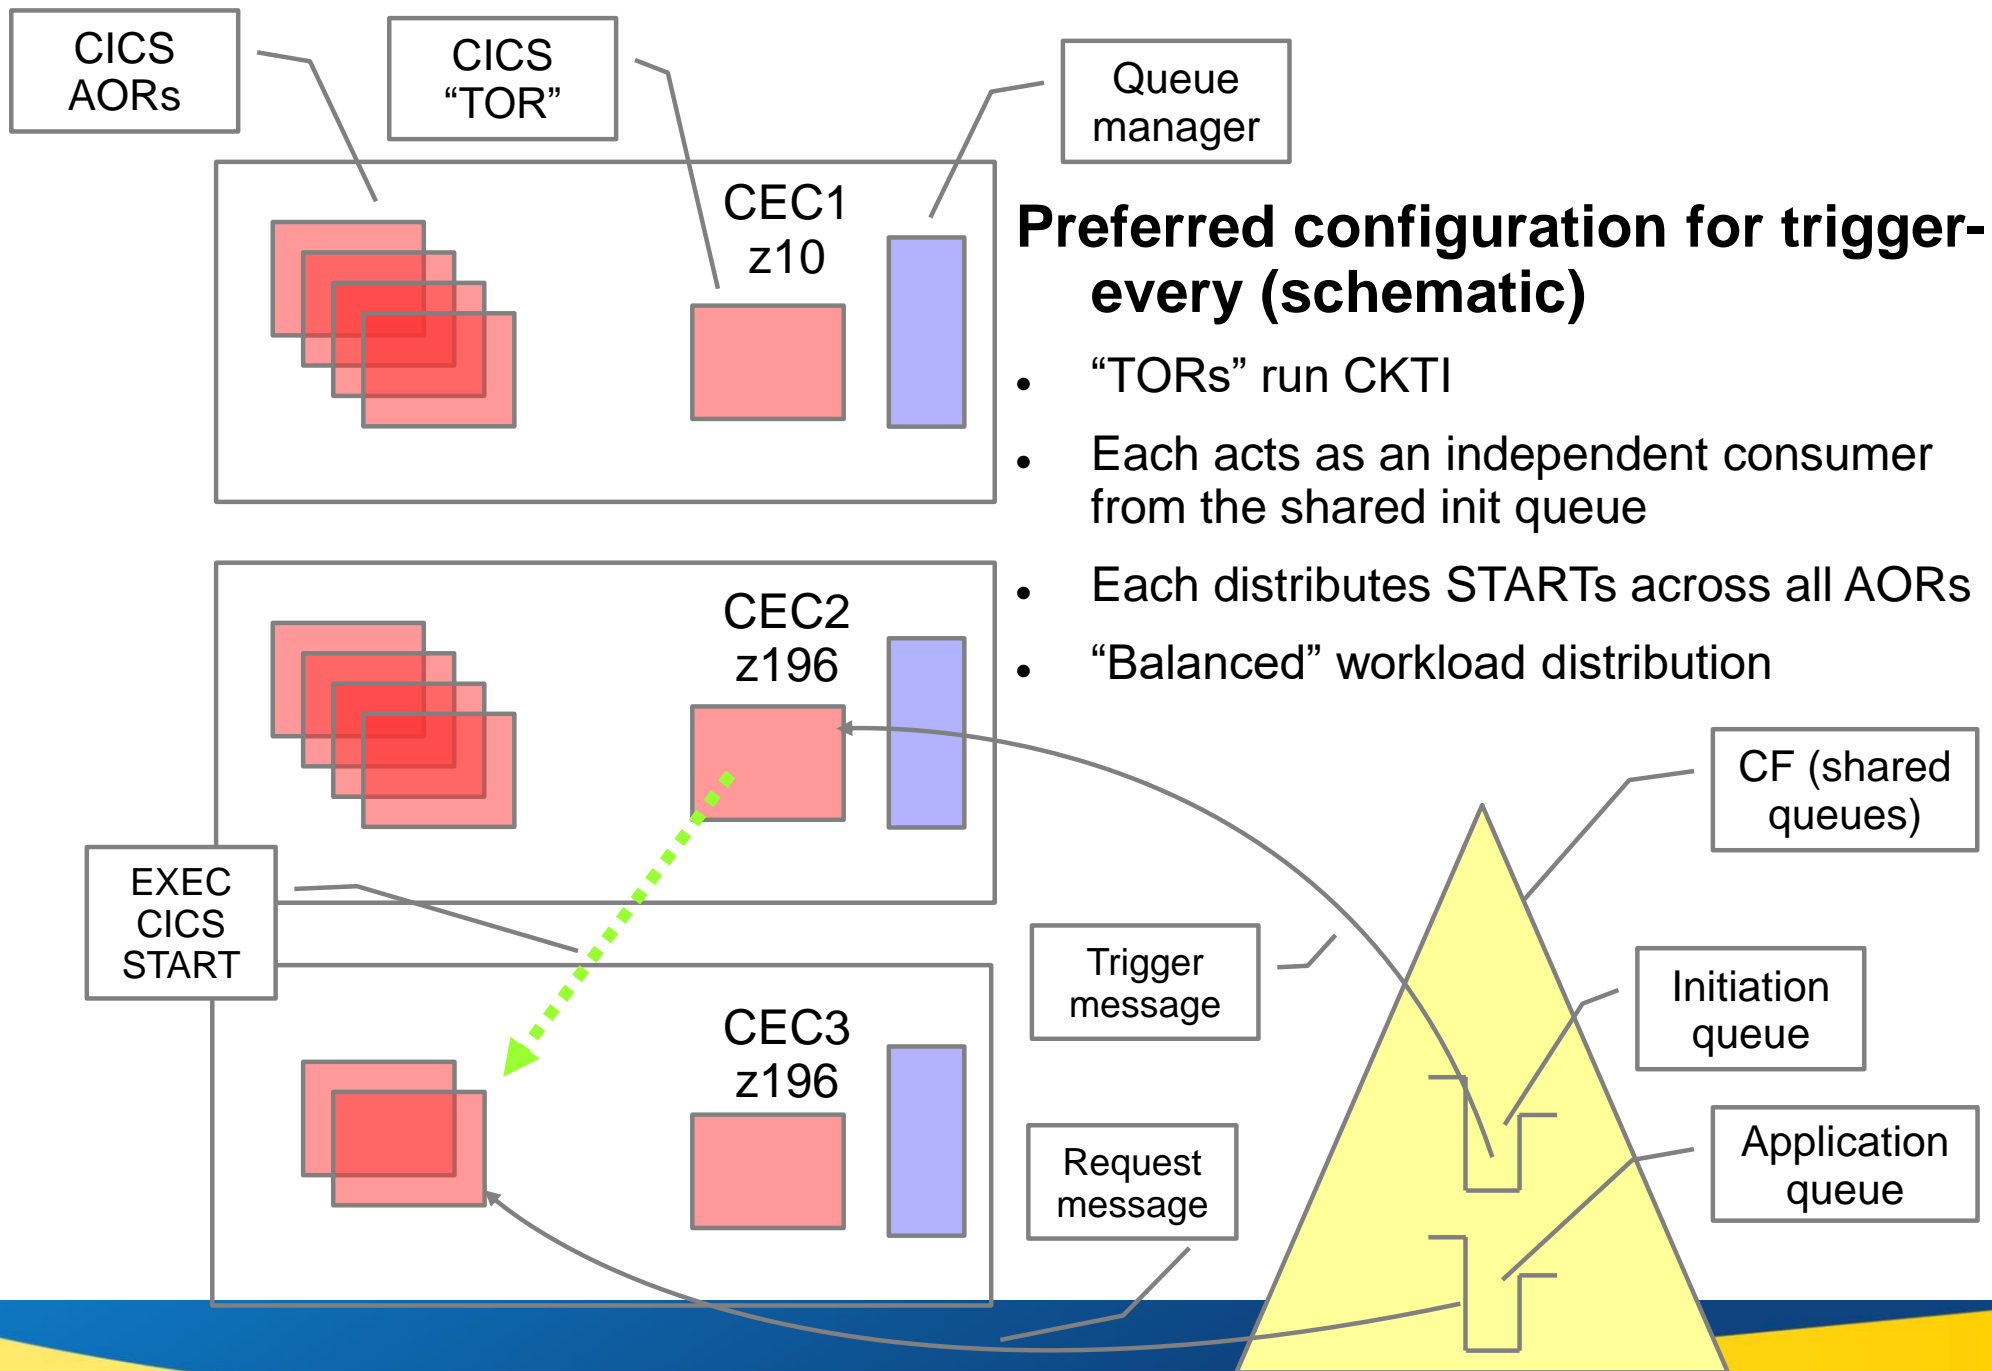 CICS
AORs
CICS
“TOR”
Queue
manager
CEC1
z10
Preferred configuration for trigger-
every (schematic)
“TORs” run CKTI
Each acts as an independent consumer
from the shared init queue
Each distributes STARTs across all AORs
“Balanced” workload distribution
CEC2
z196
CF (shared
queues)
EXEC
CICS
START
Trigger
message
Initiation
queue
CEC3
z196
Request
message
Application
queue